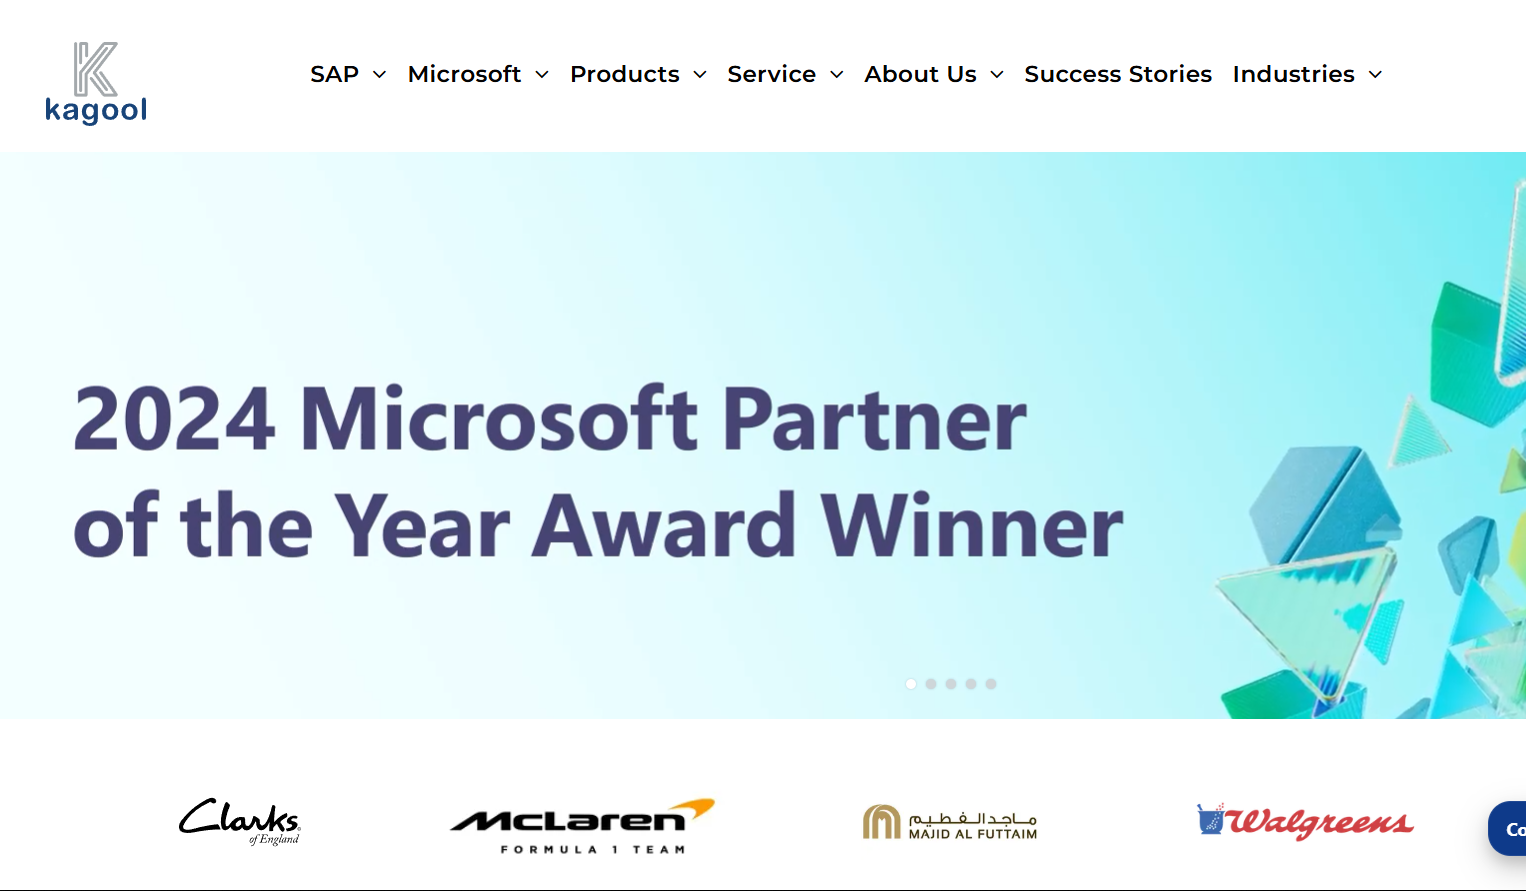 kagool
SAP
Microsoft
Products
Service
About Us
Success Stories
Industries
2024 Microsoft Partner
of the Year Award Winner
Clarks
of England
McLaren
FORMULA 1 TEAM
ماجد الفطيم
MAJID AL FUTTAIM
Walgreens